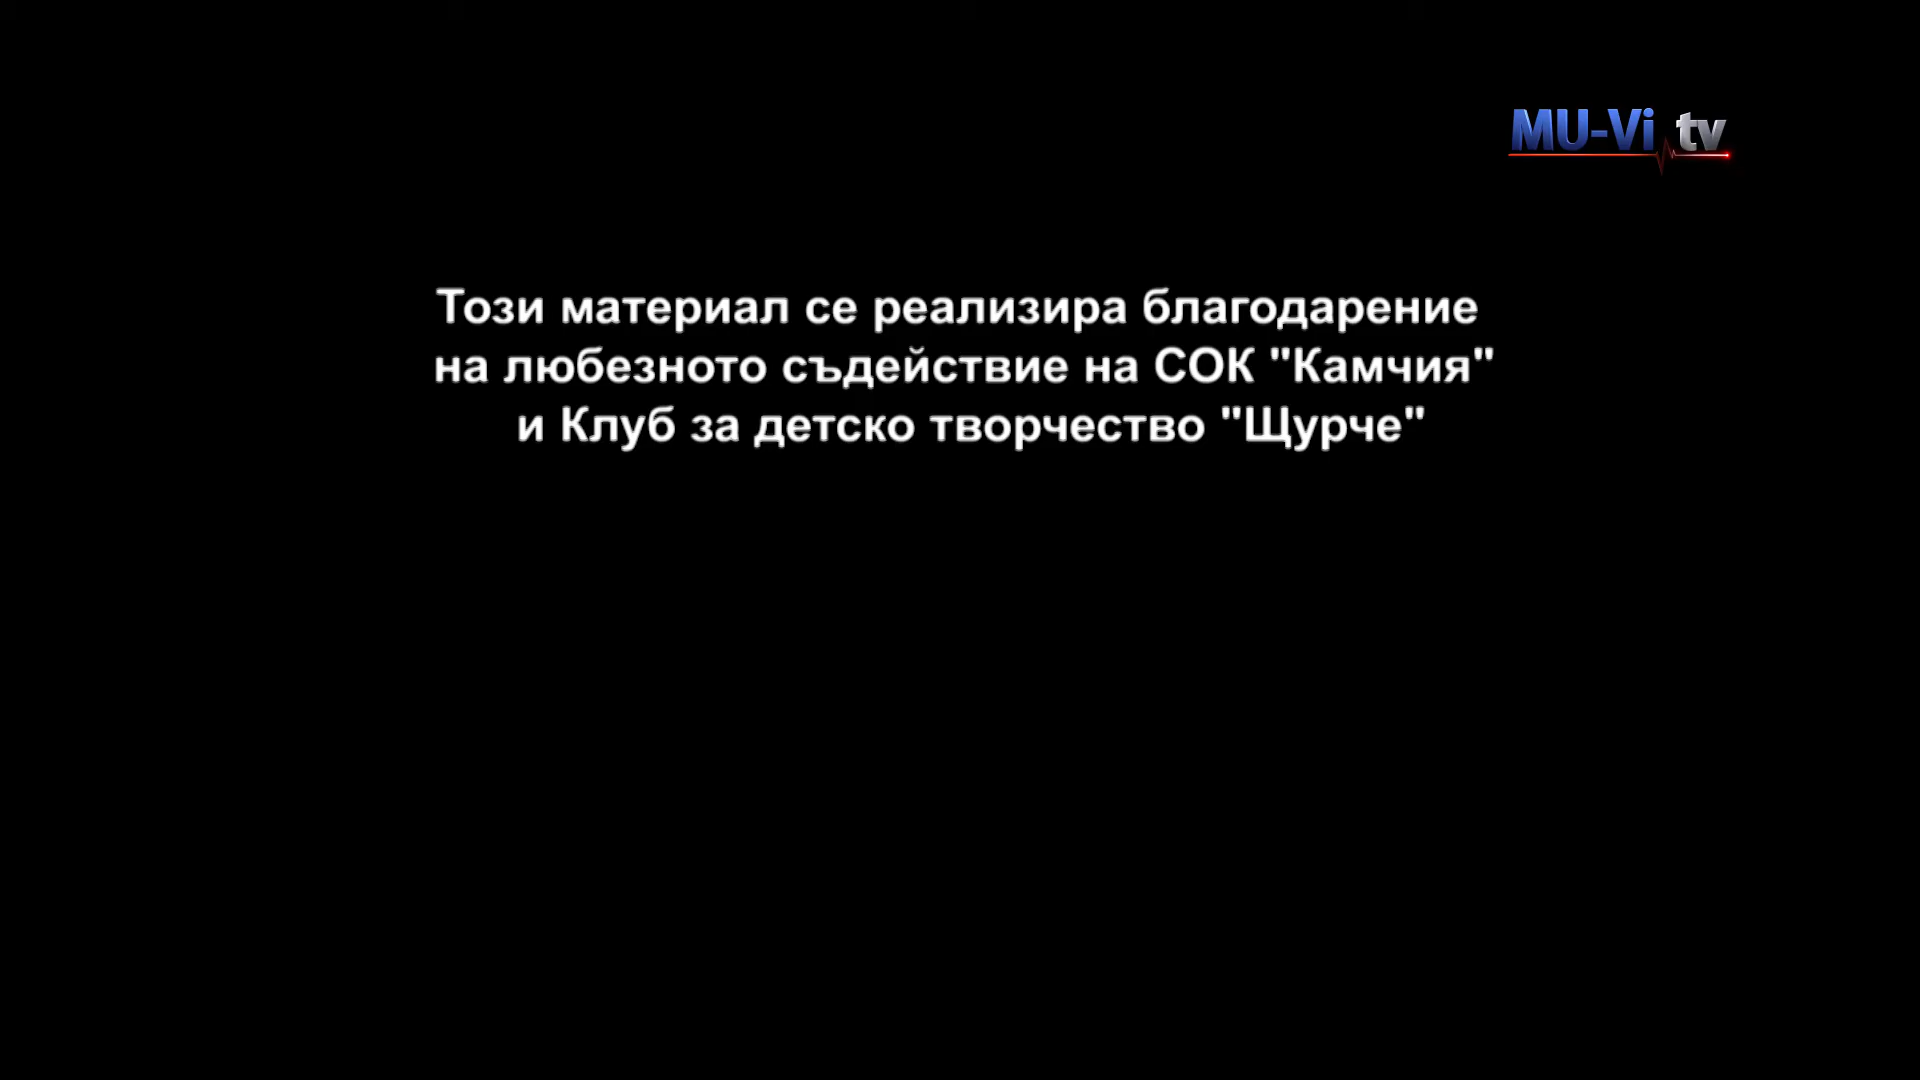 MU-Vi tv
Този материал се реализира благодарение
на любезното съдействие на СОК "Камчия"
и Клуб за детско творчество "Щурче"